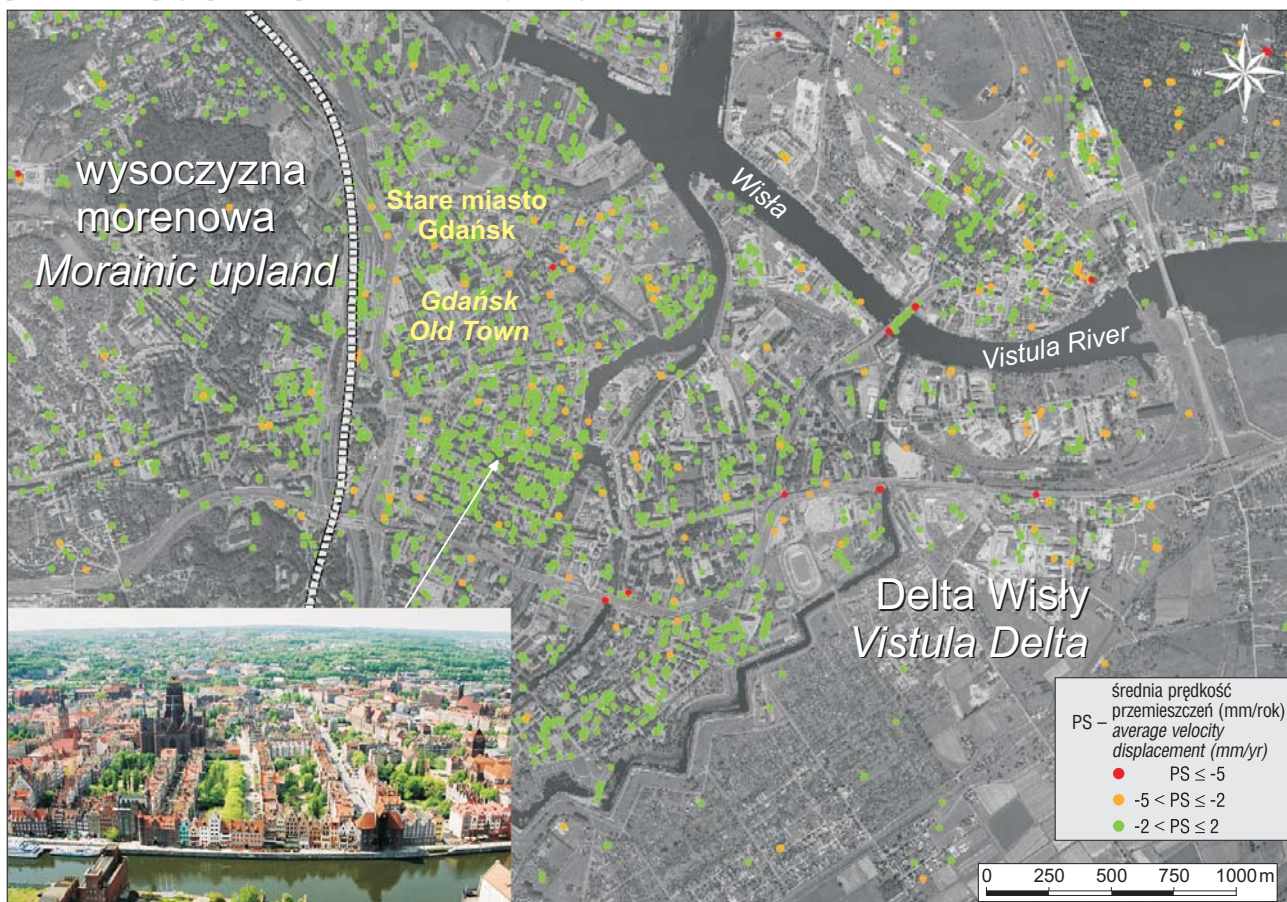 N
W
S
wysoczyzna
morenowa
Morainic upland
Stare miasto
Gdańsk
Gdańsk
Old Town
Wisła
Vistula River
Delta Wisły
Vistula Delta
PS –
średnia prędkość
przemieszczeń (mm/rok)
average velocity
displacement (mm/yr)
PS ≤ -5
-5 < PS ≤ -2
-2 < PS ≤ 2
0 250 500 750 1000 m